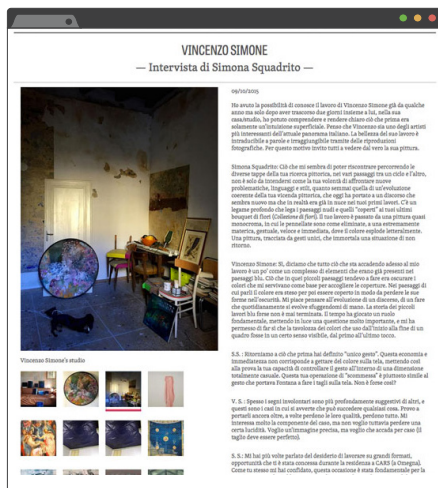 VINCENZO SIMONE
— Intervista di Simona Squadrito —
Vincenzo Simone's studio
09/10/2015
Ho avuto la possibilità di conosce il lavoro di Vincenzo Simone già da qualche
anno ma solo dopo aver trascorso due giorni insieme a lui, nella sua
casa/studio, ho potuto comprendere e rendere chiaro ciò che prima era
solamente un'intuizione superficiale. Penso che Vincenzo sia uno degli artisti
più interessanti dell'attuale panorama italiano. La bellezza del suo lavoro è
intraducibile a parole e irraggiungibile tramite delle riproduzioni
fotografiche. Per questo motivo invito tutti a vedere dal vero la sua pittura.
Simona Squadrito: Ciò che mi sembra di poter riscontrare percorrendo le
diverse tappe della tua ricerca pittorica, nei vari passaggi tra un ciclo e l'altro,
non è solo da intendersi come la tua volontà di affrontare nuove
problematiche, linguaggi e stili, quanto semmai quella di un'evoluzione
coerente della tua vicenda pittorica, che oggi ha portato a un discorso che
sembra nuovo ma che in realtà era già in nuce nei tuoi primi lavori. C'è un
legame profondo che lega i paesaggi nudi e quelli "coperti" ai tuoi ultimi
bouquet di fiori (Collezione di fiori). Il tuo lavoro è passato da una pittura quasi
monocroma, in cui le pennellate sono come eliminate, a una estremamente
materica, gestuale, veloce e immediata, dove il colore esplode letteralmente.
Una pittura, tracciata da gesti unici, che immortala una situazione di non
ritorno.
Vincenzo Simone: Sì, diciamo che tutto ciò che sta accadendo adesso al mio
lavoro è un po' come un complesso di elementi che erano già presenti nei
paesaggi blu. Ciò che in quei piccoli paesaggi tendevo a fare era oscurare i
colori che mi servivano come base per accogliere le coperture. Nei paesaggi di
cui parli il colore era steso per poi essere coperto in modo da perdere le sue
forme nell'oscurità. Mi piace pensare all'evoluzione di un discorso, di un fare
che quotidianamente si evolve sfuggendomi di mano. La storia dei piccoli
lavori blu forse non è mai terminata. Il tempo ha giocato un ruolo
fondamentale, mettendo in luce una questione molto importante, e mi ha
permesso di far sì che la tavolozza dei colori che uso dall'inizio alla fine di un
quadro fosse in un certo senso visibile, dal primo all'ultimo tocco.
S.S. : Ritorniamo a ciò che prima hai definito "unico gesto". Questa economia e
immediatezza non corrisponde a gettare del colore sulla tela, mettendo così
alla prova la tua capacità di controllare il gesto all'interno di una dimensione
totalmente casuale. Questa tua operazione di "scommessa" è piuttosto simile al
gesto che portava Fontana a fare i tagli sulla tela. Non è forse così?
V. S. : Spesso i segni involontari sono più profondamente suggestivi di altri, e
questi sono i casi in cui si avverte che può succedere qualsiasi cosa. Provo a
portarli ancora oltre, a volte perdono le loro qualità, perdono tutto. Mi
interessa molto la componente del caso, ma non voglio tuttavia perdere una
certa lucidità. Voglio un'immagine precisa, ma voglio che accada per caso (il
taglio deve essere perfetto).
S. S.: Mi hai più volte parlato del desiderio di lavorare su grandi formati,
opportunità che ti è stata concessa durante la residenza a CARS (a Omegna).
Come tu stesso mi hai confidato, questa occasione è stata fondamentale per la